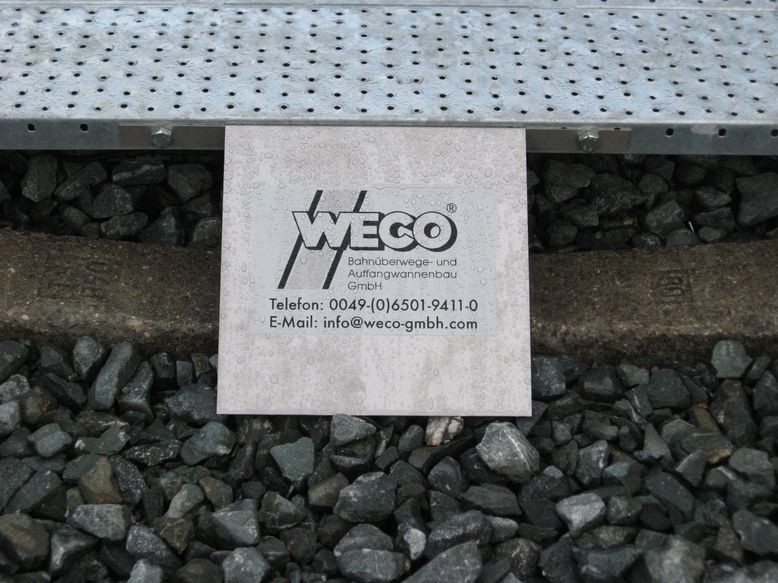 WECO®
Bahnüberwege- und
Auffangwannenbau
GmbH
Telefon: 0049-(0)6501-9411-0
E-Mail: info@weco-gmbh.com